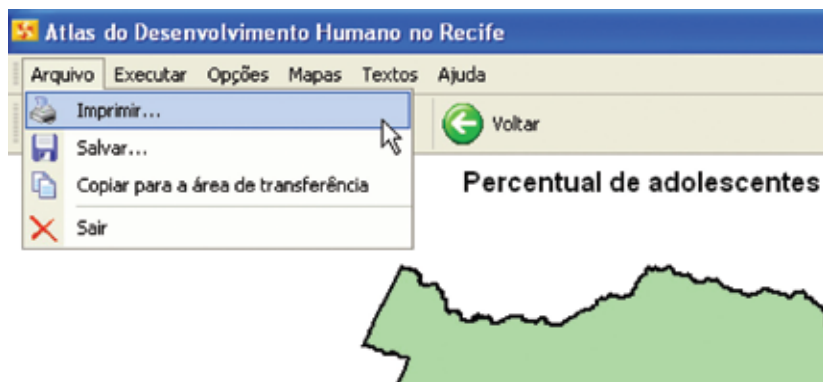 Atlas do Desenvolvimento Humano no Recife
Arquivo Executar Opções Mapas Textos Ajuda
Imprimir...
Voltar
Salvar...
Copiar para a área de transferência
Percentual de adolescentes
Sair